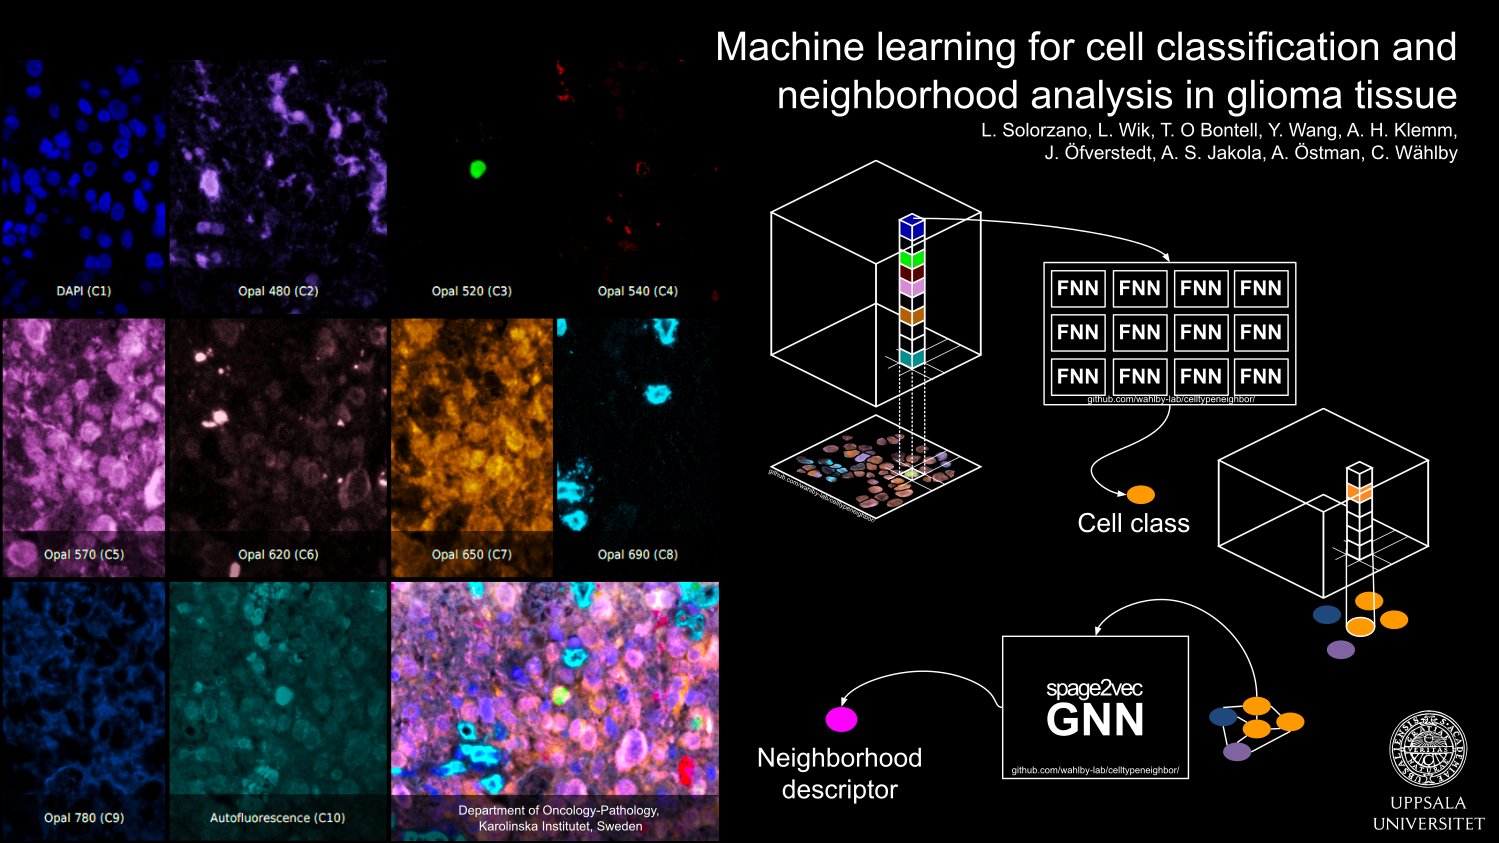 Machine learning for cell classification and
neighborhood analysis in glioma tissue
L. Solorzano, L. Wik, T. O Bontell, Y. Wang, A. H. Klemm,
J. Öfverstedt, A. S. Jakola, A. Östman, C. Wählby
DAPI (C1)
Opal 480 (C2)
Opal 520 (C3)
Opal 540 (C4)
Opal 570 (C5)
Opal 620 (C6)
Opal 650 (C7)
Opal 690 (C8)
Opal 780 (C9)
Autofluorescence (C10)
Department of Oncology-Pathology,
Karolinska Institutet, Sweden
github.com/wahlby-lab/celltypeneighbor/
FNN FNN FNN FNN
FNN FNN FNN FNN
FNN FNN FNN FNN
github.com/wahlby-lab/celltypeneighbor/
Cell class
spage2vec
GNN
github.com/wahlby-lab/celltypeneighbor/
Neighborhood
descriptor
UPPSALA
UNIVERSITET